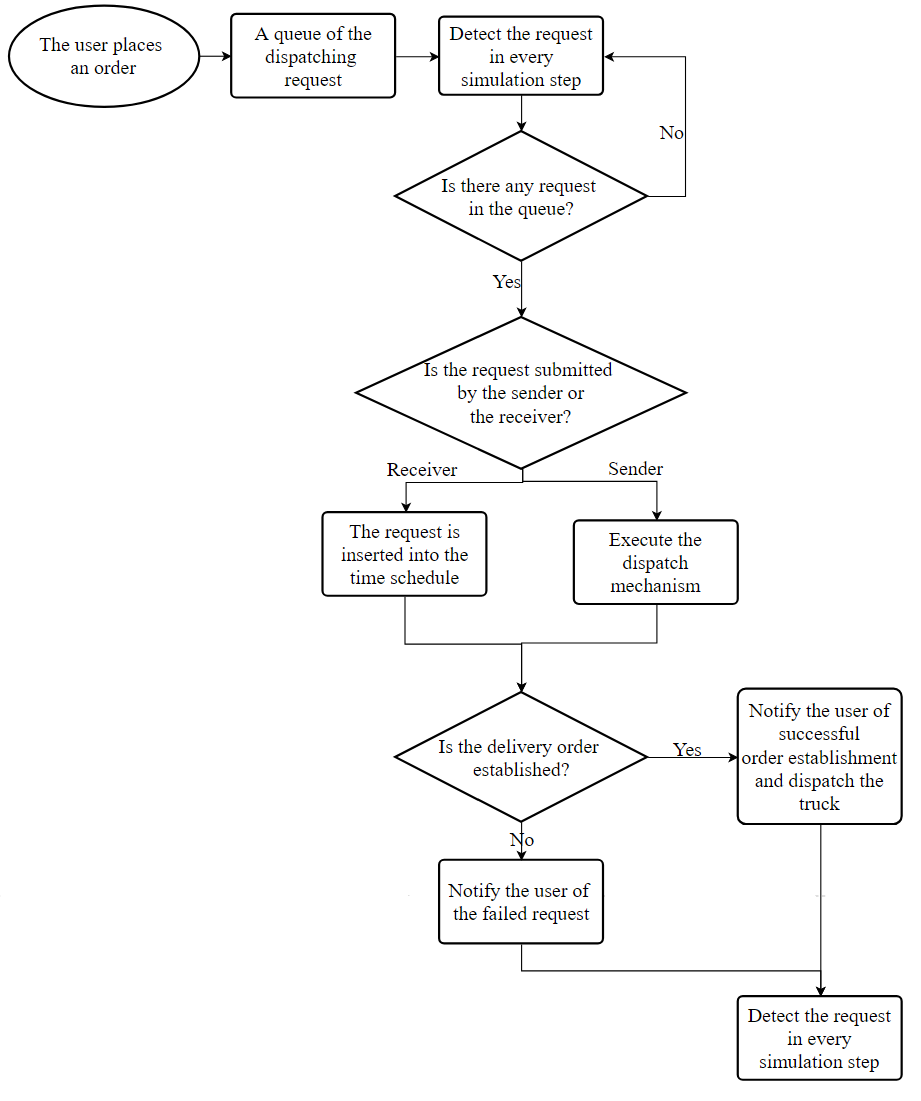 The user places
an order
A queue of the
dispatching
request
Detect the request
in every
simulation step
No
Is there any request
in the queue?
Yes
Is the request submitted
by the sender or
the receiver?
Receiver
Sender
The request is
inserted into the
time schedule
Execute the
dispatch
mechanism
Is the delivery order
established?
Yes
Notify the user of
successful
order establishment
and dispatch the
truck
No
Notify the user of
the failed request
Detect the request
in every
simulation step